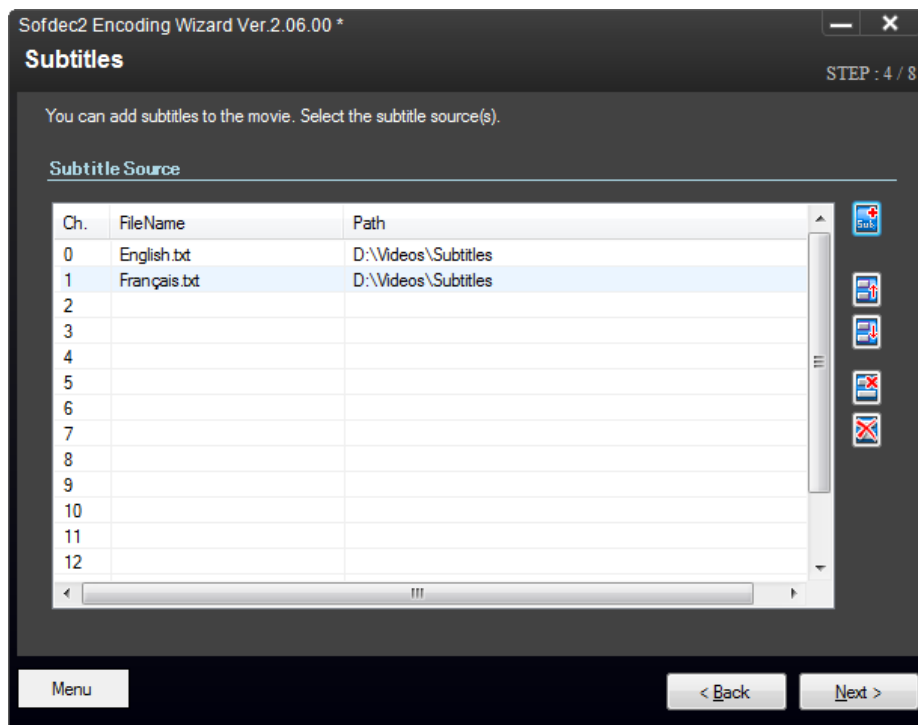 Sofdec2 Encoding Wizard Ver.2.06.00 *
Subtitles
STEP : 4 / 8
You can add subtitles to the movie. Select the subtitle source(s).
Subtitle Source
Ch. FileName Path
0 English.txt D:\Videos\Subtitles
1 Français.txt D:\Videos\Subtitles
2
3
4
5
6
7
8
9
10
11
12
Sub
Menu
< Back
Next >